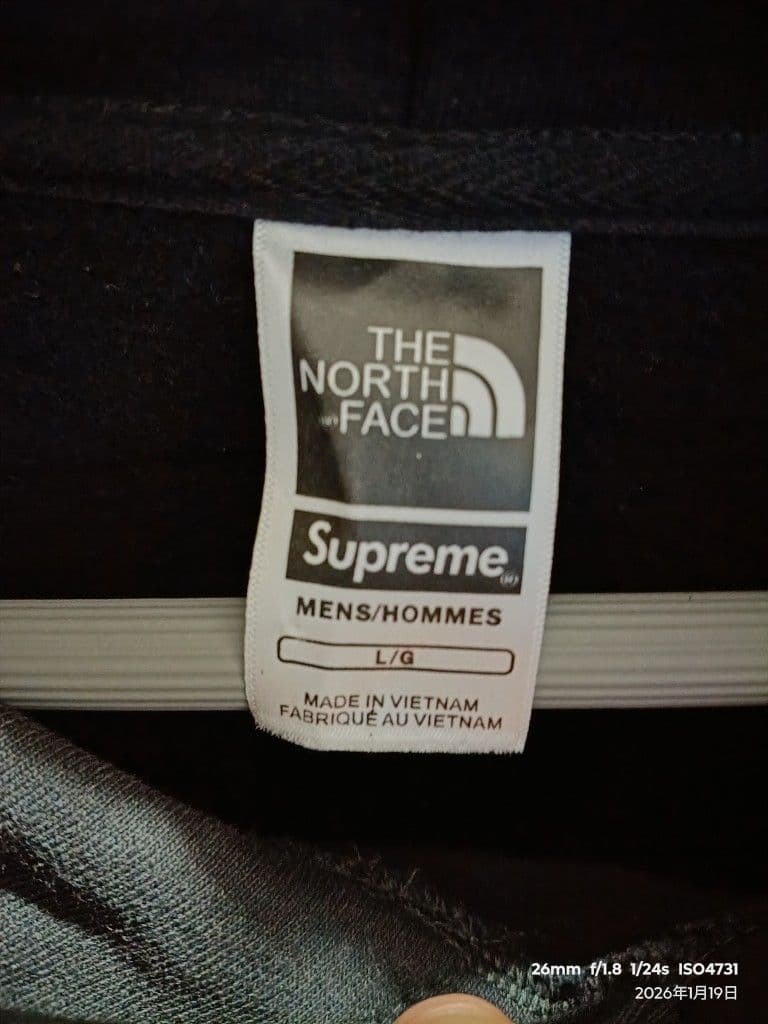 THE
NORTH
FACE®
Supreme®
MENS/HOMMES
L/G
MADE IN VIETNAM
FABRIQUÉ AU VIETNAM
26mm f/1.8 1/24s ISO4731
2026年1月19日